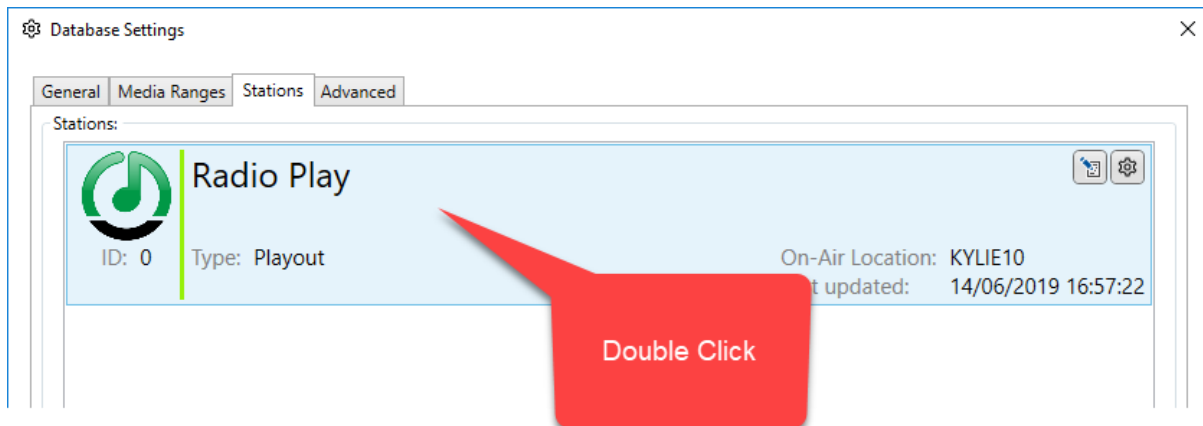 Database Settings
General Media Ranges Stations Advanced
Stations:
Radio Play
ID: 0 Type: Playout On-Air Location: KYLIE10
updated: 14/06/2019 16:57:22
Double Click